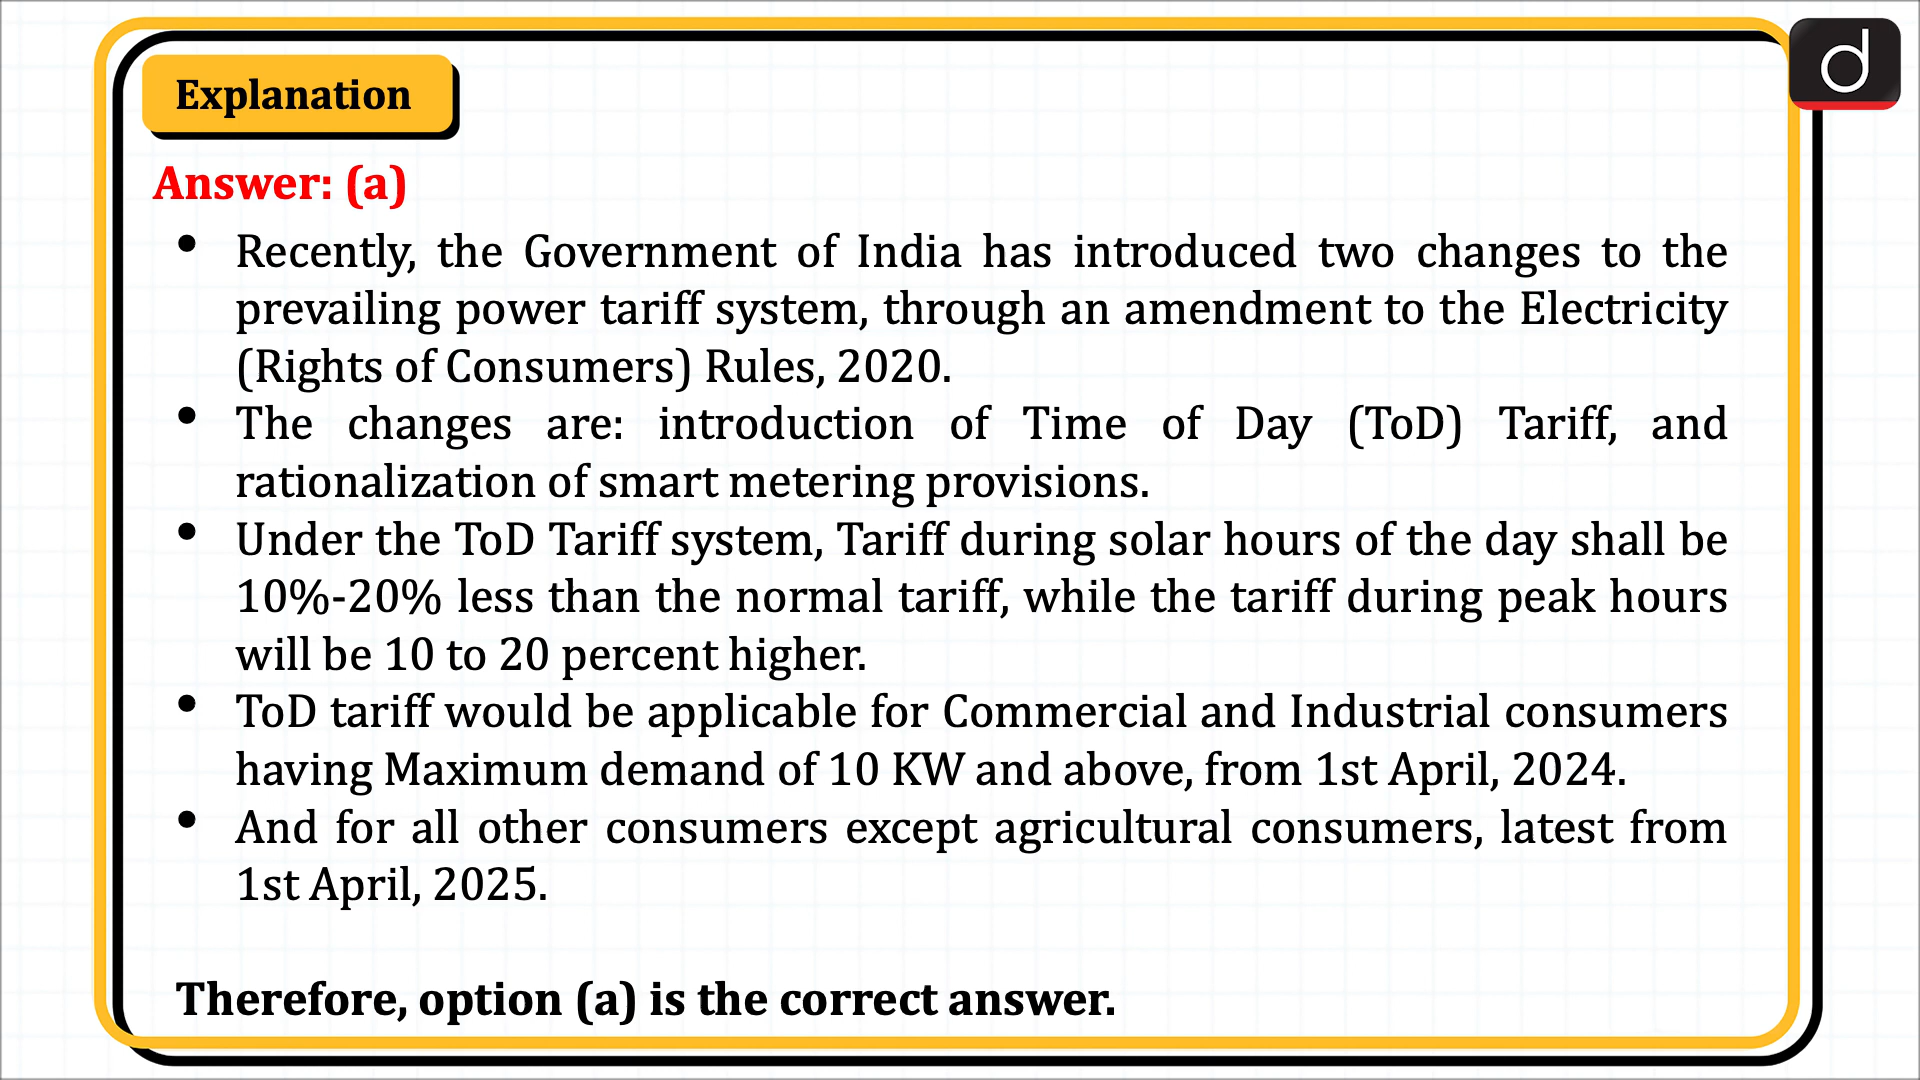 Explanation
d
Answer: (a)
• Recently, the Government of India has introduced two changes to the
prevailing power tariff system, through an amendment to the Electricity
(Rights of Consumers) Rules, 2020.
• The changes are: introduction of Time of Day (ToD) Tariff, and
rationalization of smart metering provisions.
• Under the ToD Tariff system, Tariff during solar hours of the day shall be
10%-20% less than the normal tariff, while the tariff during peak hours
will be 10 to 20 percent higher.
• ToD tariff would be applicable for Commercial and Industrial consumers
having Maximum demand of 10 KW and above, from 1st April, 2024.
• And for all other consumers except agricultural consumers, latest from
1st April, 2025.
Therefore, option (a) is the correct answer.